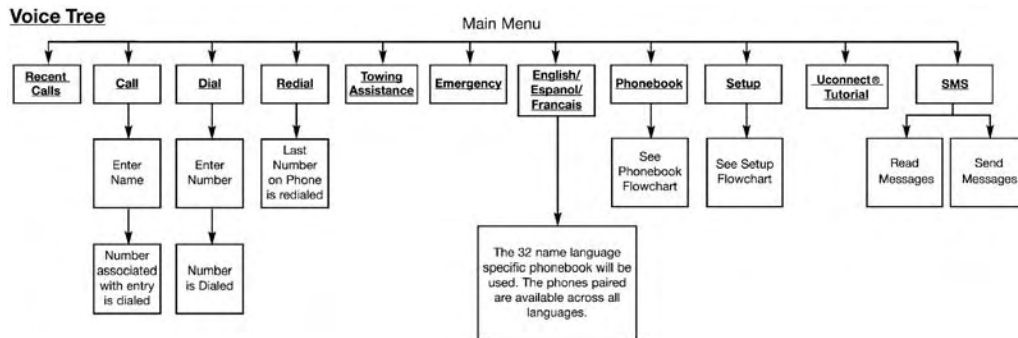 Voice Tree
Main Menu
Recent
Calls
Call
Dial
Redial
Towing
Assistance
Emergency
English/
Espanol/
Francais
Phonebook
Setup
Uconnect®
Tutorial
SMS
Enter
Name
Enter
Number
Last
Number
on Phone
is redialed
See
Phonebook
Flowchart
See Setup
Flowchart
Read
Messages
Send
Messages
Number
associated
with entry
is dialed
Number
is Dialed
The 32 name language
specific phonebook will be
used. The phones paired
are available across all
languages.